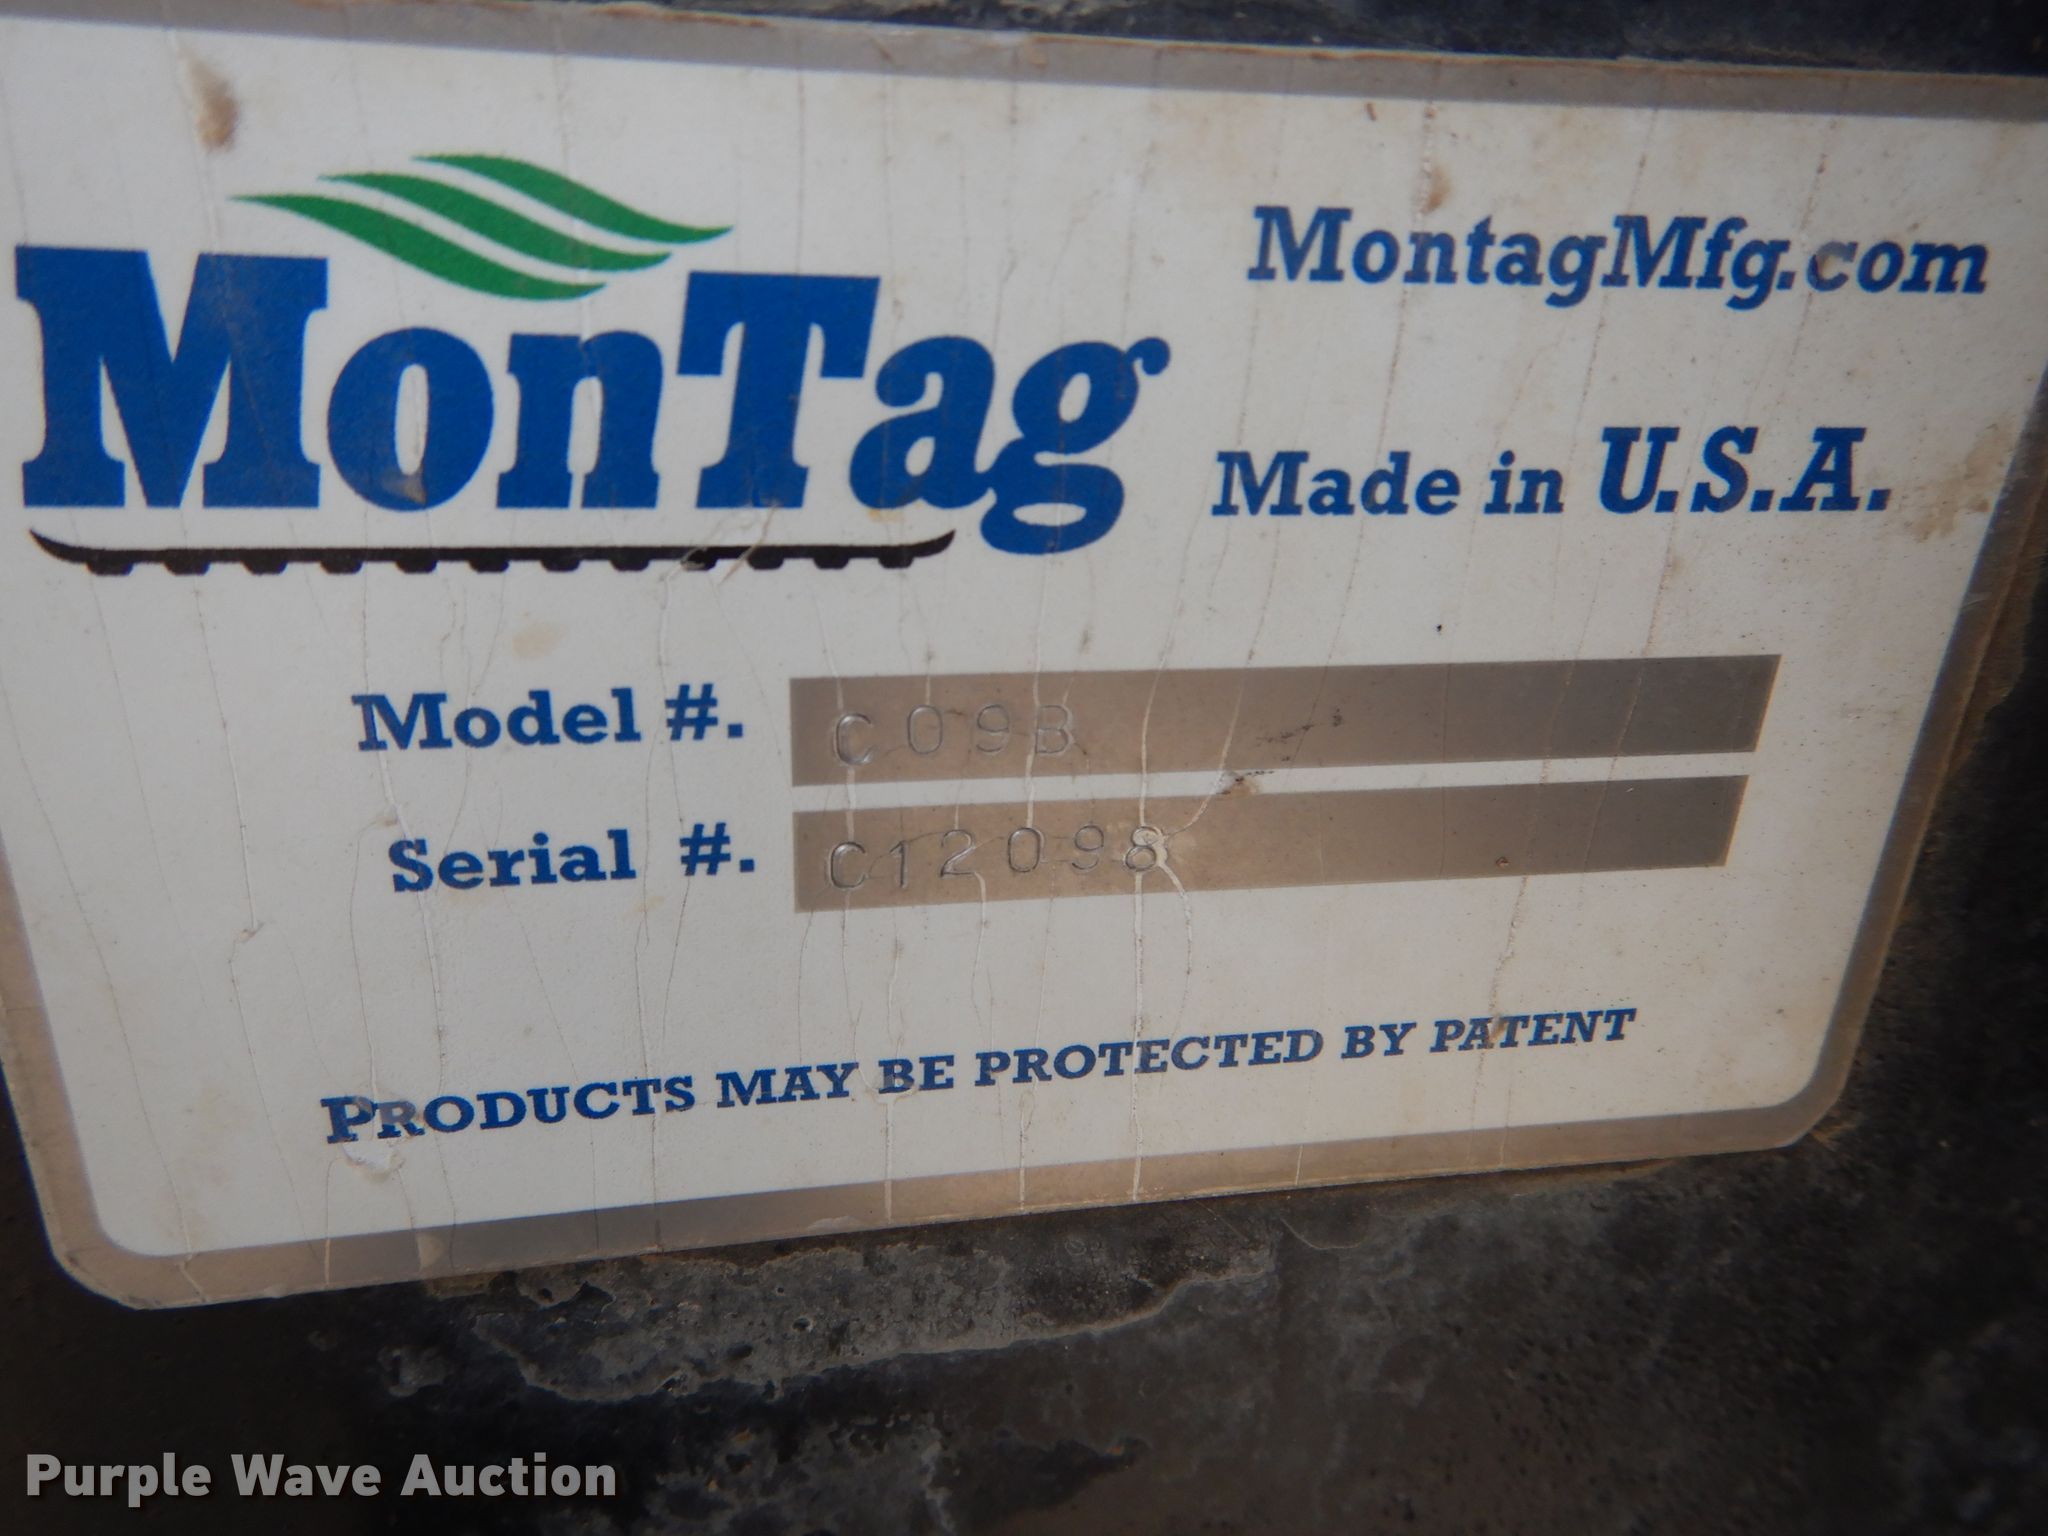 MonTag
MontagMfg.com
Made in U.S.A.
Model #. C09B
Serial #. C12098
PRODUCTS MAY BE PROTECTED BY PATENT
Purple Wave Auction